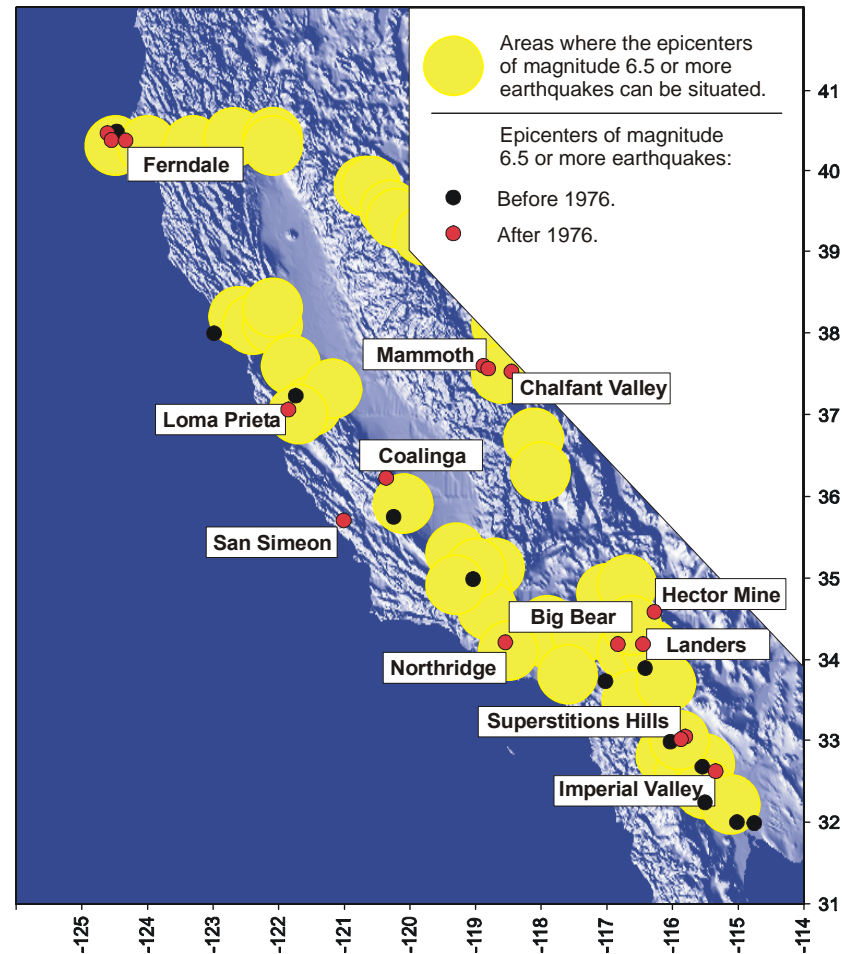 Areas where the epicenters
of magnitude 6.5 or more
earthquakes can be situated.
Epicenters of magnitude
6.5 or more earthquakes:
Before 1976.
After 1976.
Ferndale
Mammoth
Chalfant Valley
Loma Prieta
Coalinga
San Simeon
Hector Mine
Big Bear
Landers
Northridge
Superstitions Hills
Imperial Valley
41
40
39
38
37
36
35
34
33
32
31
-125
-124
-123
-122
-121
-120
-119
-118
-117
-116
-115
-114